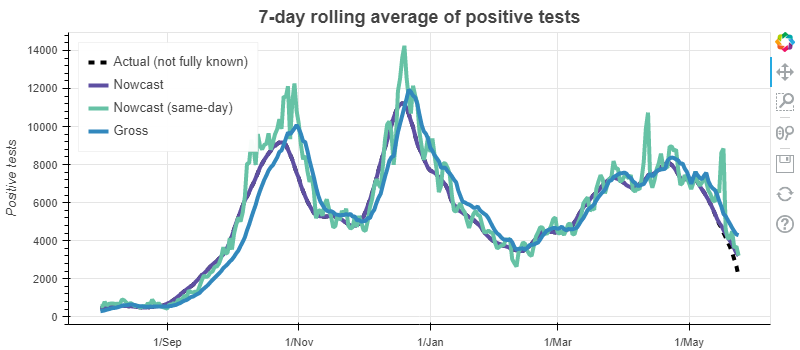 7-day rolling average of positive tests
Actual (not fully known)
Nowcast
Nowcast (same-day)
Gross
Positive tests
14000
12000
10000
8000
6000
4000
2000
0
1/Sep
1/Nov
1/Jan
1/Mar
1/May